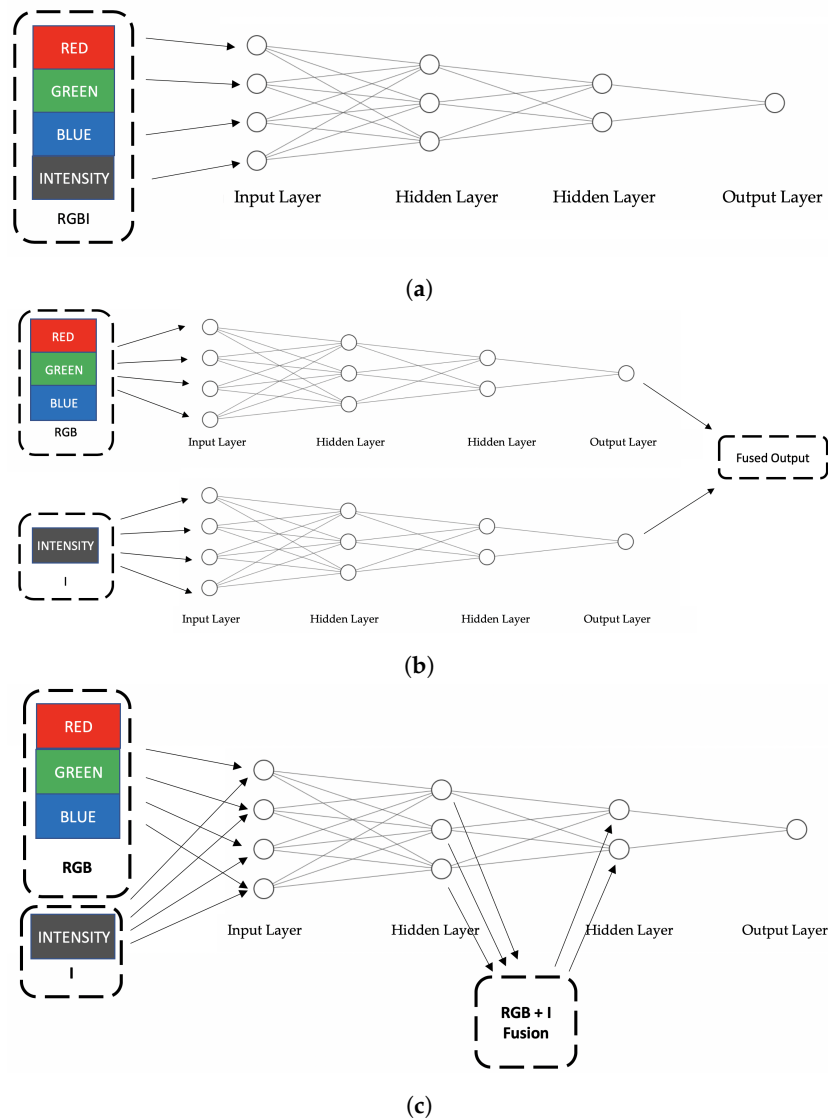 RED
GREEN
BLUE
INTENSITY
RGBI
Input Layer
Hidden Layer
Hidden Layer
Output Layer
(a)
RED
GREEN
BLUE
RGB
Input Layer
Hidden Layer
Hidden Layer
Output Layer
Fused Output
INTENSITY
I
Input Layer
Hidden Layer
Hidden Layer
Output Layer
(b)
RED
GREEN
BLUE
RGB
INTENSITY
I
Input Layer
Hidden Layer
Hidden Layer
Output Layer
RGB + I
Fusion
(c)